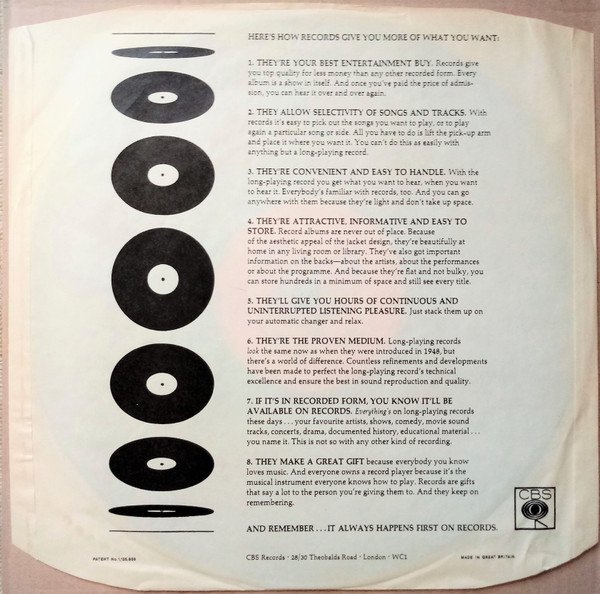 HERE'S HOW RECORDS GIVE YOU MORE OF WHAT YOU WANT:
1. THEY'RE YOUR BEST ENTERTAINMENT BUY. Records give
you top quality for less money than any other recorded form. Every
album is a show in itself. And once you've paid the price of admis-
sion, you can hear it over and over again.
2. THEY ALLOW SELECTIVITY OF SONGS AND TRACKS. With
records it's easy to pick out the songs you want to play, or to play
again a particular song or side. All you have to do is lift the pick-up arm
and place it where you want it. You can't do this as easily with
anything but a long-playing record.
3. THEY'RE CONVENIENT AND EASY TO HANDLE. With the
long-playing record you get what you want to hear, when you want
to hear it. Everybody's familiar with records, too. And you can go
anywhere with them because they're light and don't take up space.
4. THEY'RE ATTRACTIVE, INFORMATIVE AND EASY TO
STORE. Record albums are never out of place. Because
of the aesthetic appeal of the jacket design, they're beautifully at
home in any living room or library. They've also got important
information on the backs—about the artists, about the performances
or about the programme. And because they're flat and not bulky, you
can store hundreds in a minimum of space and still see every title.
5. THEY'LL GIVE YOU HOURS OF CONTINUOUS AND
UNINTERRUPTED LISTENING PLEASURE. Just stack them up on
your automatic changer and relax.
6. THEY'RE THE PROVEN MEDIUM. Long-playing records
look the same now as when they were introduced in 1948, but
there's a world of difference. Countless refinements and developments
have been made to perfect the long-playing record's technical
excellence and ensure the best in sound reproduction and quality.
7. IF IT'S IN RECORDED FORM, YOU KNOW IT'LL BE
AVAILABLE ON RECORDS. Everything's on long-playing records
these days ... your favourite artists, shows, comedy, movie sound
tracks, concerts, drama, documented history, educational material ...
you name it. This is not so with any other kind of recording.
8. THEY MAKE A GREAT GIFT because everybody you know
loves music. And everyone owns a record player because it's the
musical instrument everyone knows how to play. Records are gifts
that say a lot to the person you're giving them to. And they keep on
remembering.
CBS
AND REMEMBER ... IT ALWAYS HAPPENS FIRST ON RECORDS.
PATENT No.
CBS Records · 28/30 Theobalds Road · London · WC1
MADE IN GREAT BRITAIN